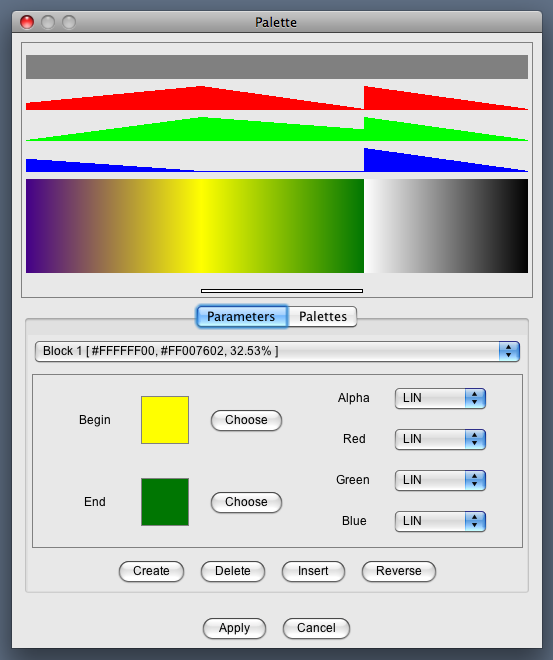 Palette
Parameters Palettes
Block 1 [ #FFFFFF00, #FF007602, 32.53% ]
Alpha LIN
Begin Choose
Red LIN
Green LIN
End Choose
Blue LIN
Create Delete Insert Reverse
Apply Cancel